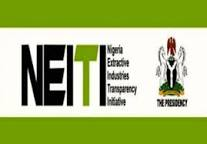 NEITI
Nigeria
Extractive
Industries
Transparency
Initiative
THE PRESIDENCY